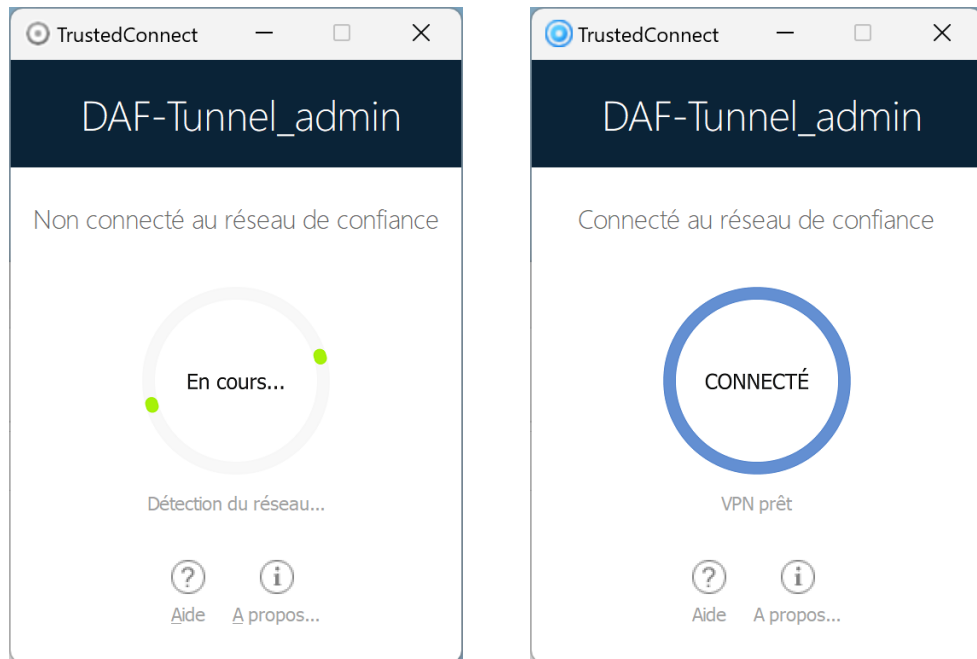 TrustedConnect
DAF-Tunnel_admin
Non connecté au réseau de confiance
En cours...
Détection du réseau...
Aide A propos...
TrustedConnect
DAF-Tunnel_admin
Connecté au réseau de confiance
CONNECTÉ
VPN prêt
Aide A propos...